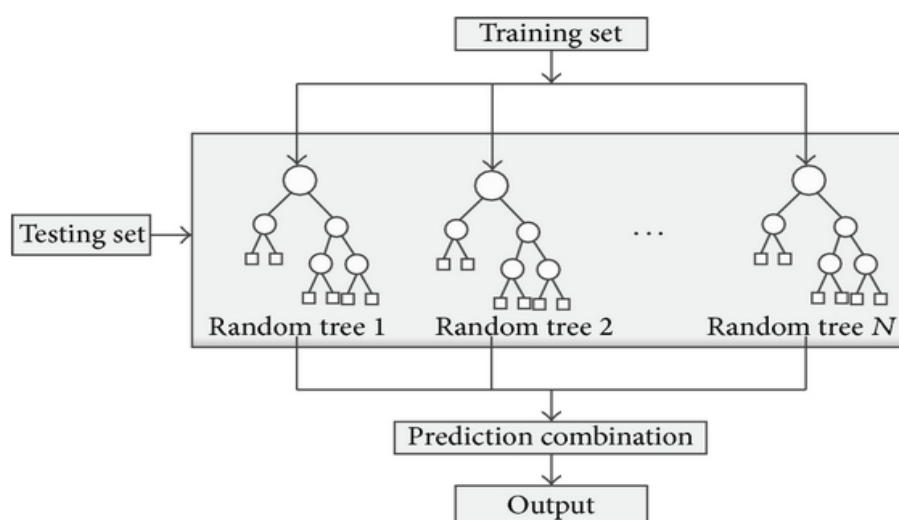 Training set
Testing set
...
Random tree 1
Random tree 2
Random tree N
Prediction combination
Output